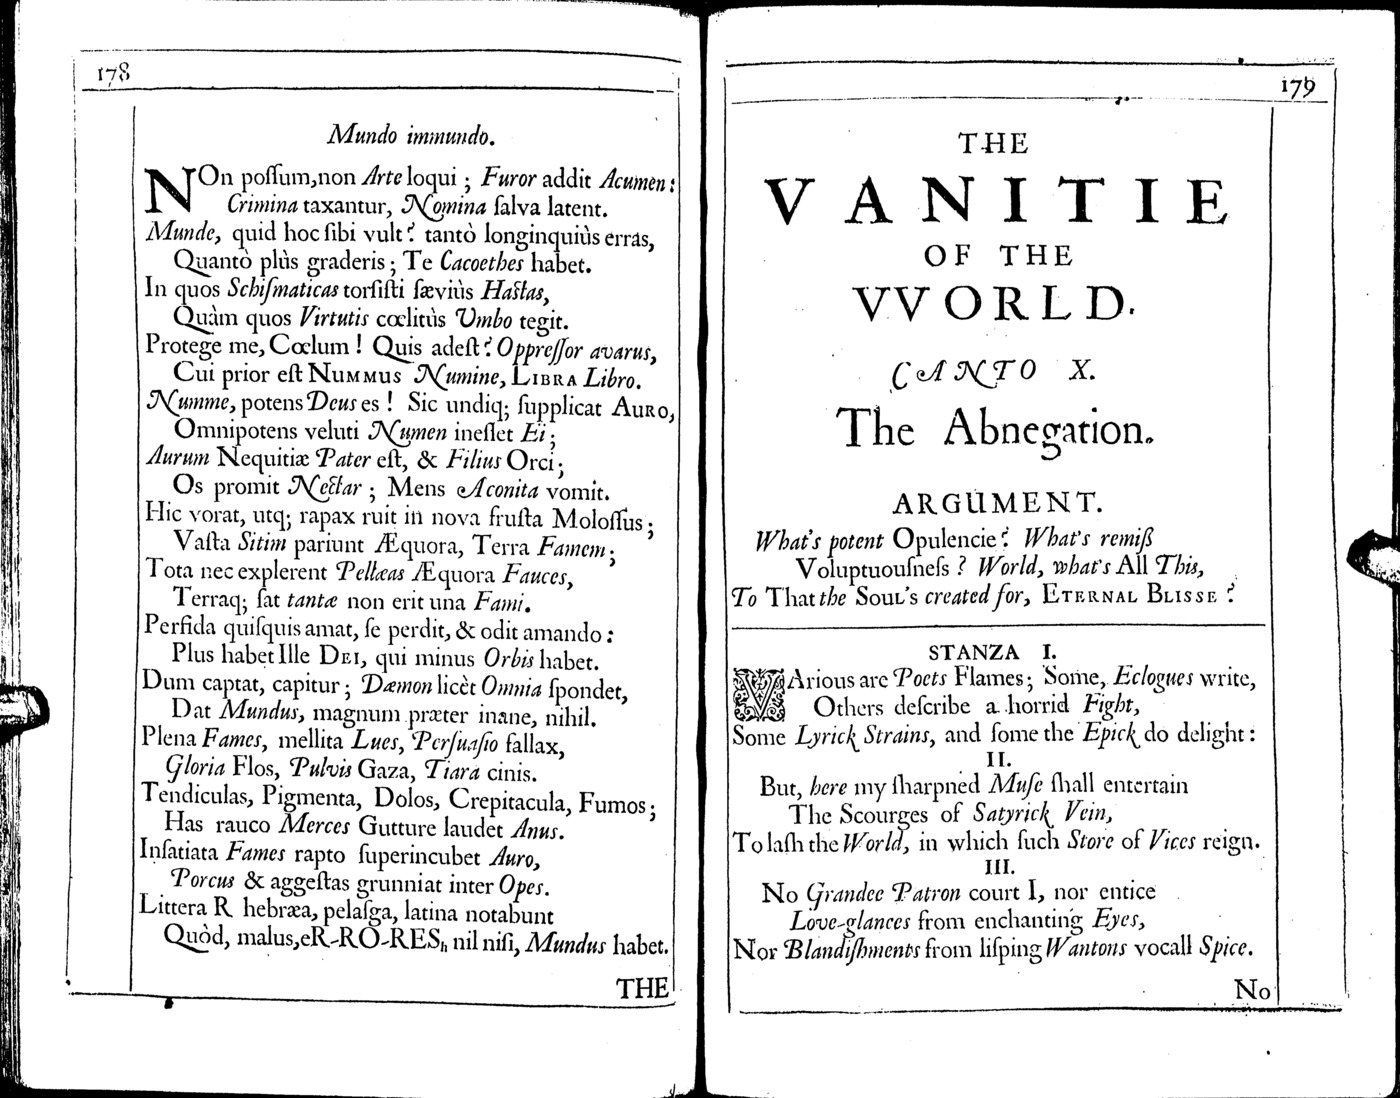 178
Mundo immundo.
NOn poſſum, non Arte loqui ; Furor addit Acumen :
Crimina taxantur, Nomina ſalva latent.
Munde, quid hoc ſibi vult ? tantò longinquiùs erras,
Quantò plùs graderis ; Te Cacoethes habet.
In quos Schiſmaticas torſiſti ſæviùs Haſtas,
Quàm quos Virtutis cœlitùs Umbo tegit.
Protege me, Cœlum ! Quis adeſt ? Oppreſſor avarus,
Cui prior eſt NUMMUS Numine, LIBRA Libro.
Numme, potens Deus es ! Sic undiq; ſupplicat AURO,
Omnipotens veluti Numen ineſſet Ei ;
Aurum Nequitiæ Pater eſt, & Filius Orci ;
Os promit Nectar ; Mens Aconita vomit.
Hic vorat, utq; rapax ruit in nova fruſta Moloſſus ;
Vaſta Sitim pariunt Æquora, Terra Famem ;
Tota nec explerent Pellæas Æquora Fauces,
Terraq; ſat tantæ non erit una Fami.
Perfida quiſquis amat, ſe perdit, & odit amando :
Plus habet Ille DEI, qui minus Orbis habet.
Dum captat, capitur ; Dæmon licèt Omnia ſpondet,
Dat Mundus, magnum præter inane, nihil.
Plena Fames, mellita Lues, Perſuaſio fallax,
Gloria Flos, Pulvis Gaza, Tiara cinis.
Tendiculas, Pigmenta, Dolos, Crepitacula, Fumos ;
Has rauco Merces Gutture laudet Anus.
Inſatiata Fames rapto ſuperincubet Auro,
Porcus & aggeſtas grunniat inter Opes.
Littera R hebræa, pelaſga, latina notabunt
Quòd, malus, eR-RO-RES, nil niſi, Mundus habet.
THE
179
THE
VANITIE
OF THE
VVORLD.
CANTO X.
The Abnegation.
ARGUMENT.
What's potent Opulencie ? What's remiß
Voluptuouſneſs ? World, what's All This,
To That the SOUL'S created for, ETERNAL BLISSE ?
STANZA I.
VArious are Poets Flames ; Some, Eclogues write,
Others deſcribe a horrid Fight,
Some Lyrick Strains, and ſome the Epick do delight :
II.
But, here my ſharpned Muſe ſhall entertain
The Scourges of Satyrick Vein,
To laſh the World, in which ſuch Store of Vices reign.
III.
No Grandee Patron court I, nor entice
Love-glances from enchanting Eyes,
Nor Blandiſhments from liſping Wantons vocall Spice.
No